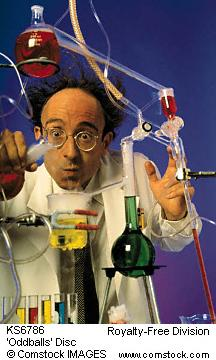 KS6786 Royalty-Free Division
'Oddballs' Disc
© Comstock IMAGES www.comstock.com